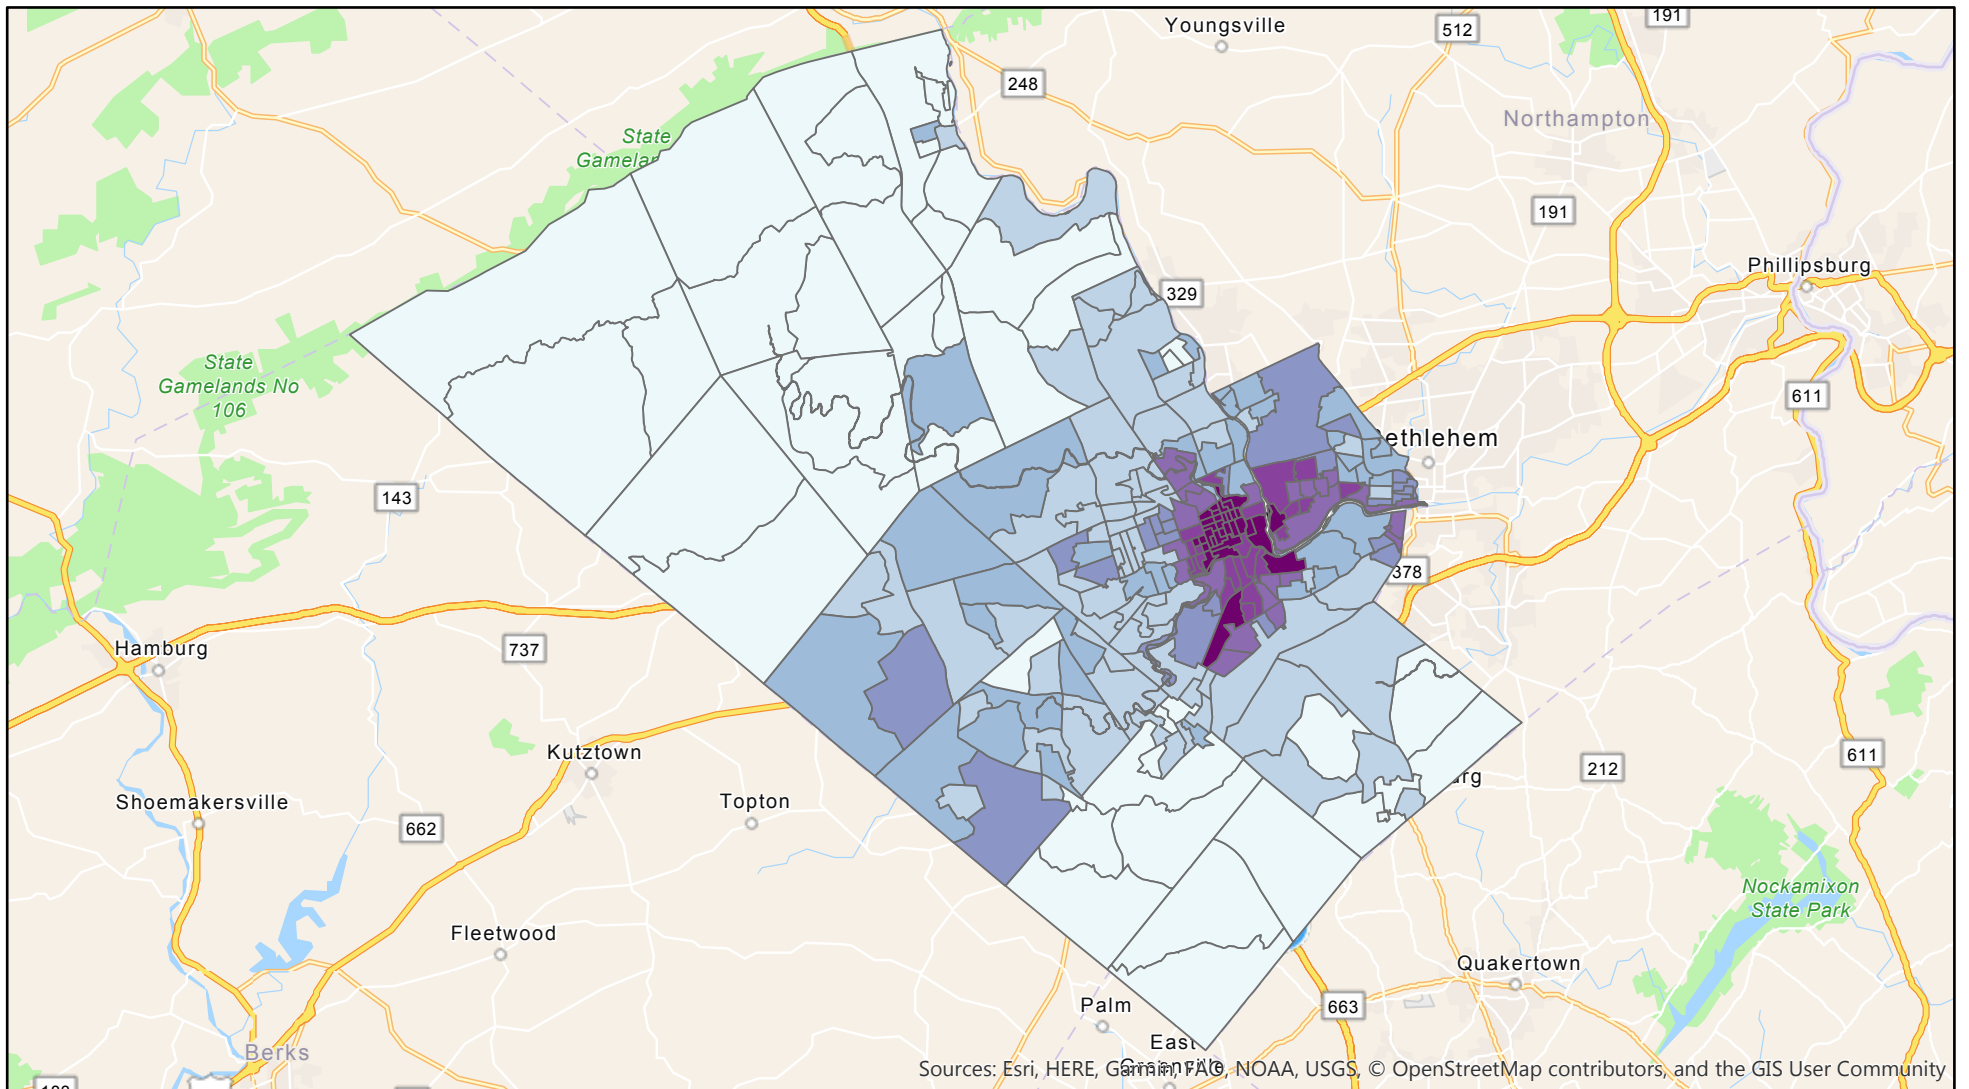 191
Youngsville
512
248
Northampton
State
191
Phillipsburg
329
State
Gamelands No
106
611
ethlehem
143
378
Hamburg
737
Kutztown
611
212
urg
Shoemakersville
Topton
662
Nockamixon
State Park
Fleetwood
Quakertown
Palm
663
East
Berks
Sources: Esri, HERE, Garmin, FAO, NOAA, USGS, © OpenStreetMap contributors, and the GIS User Community